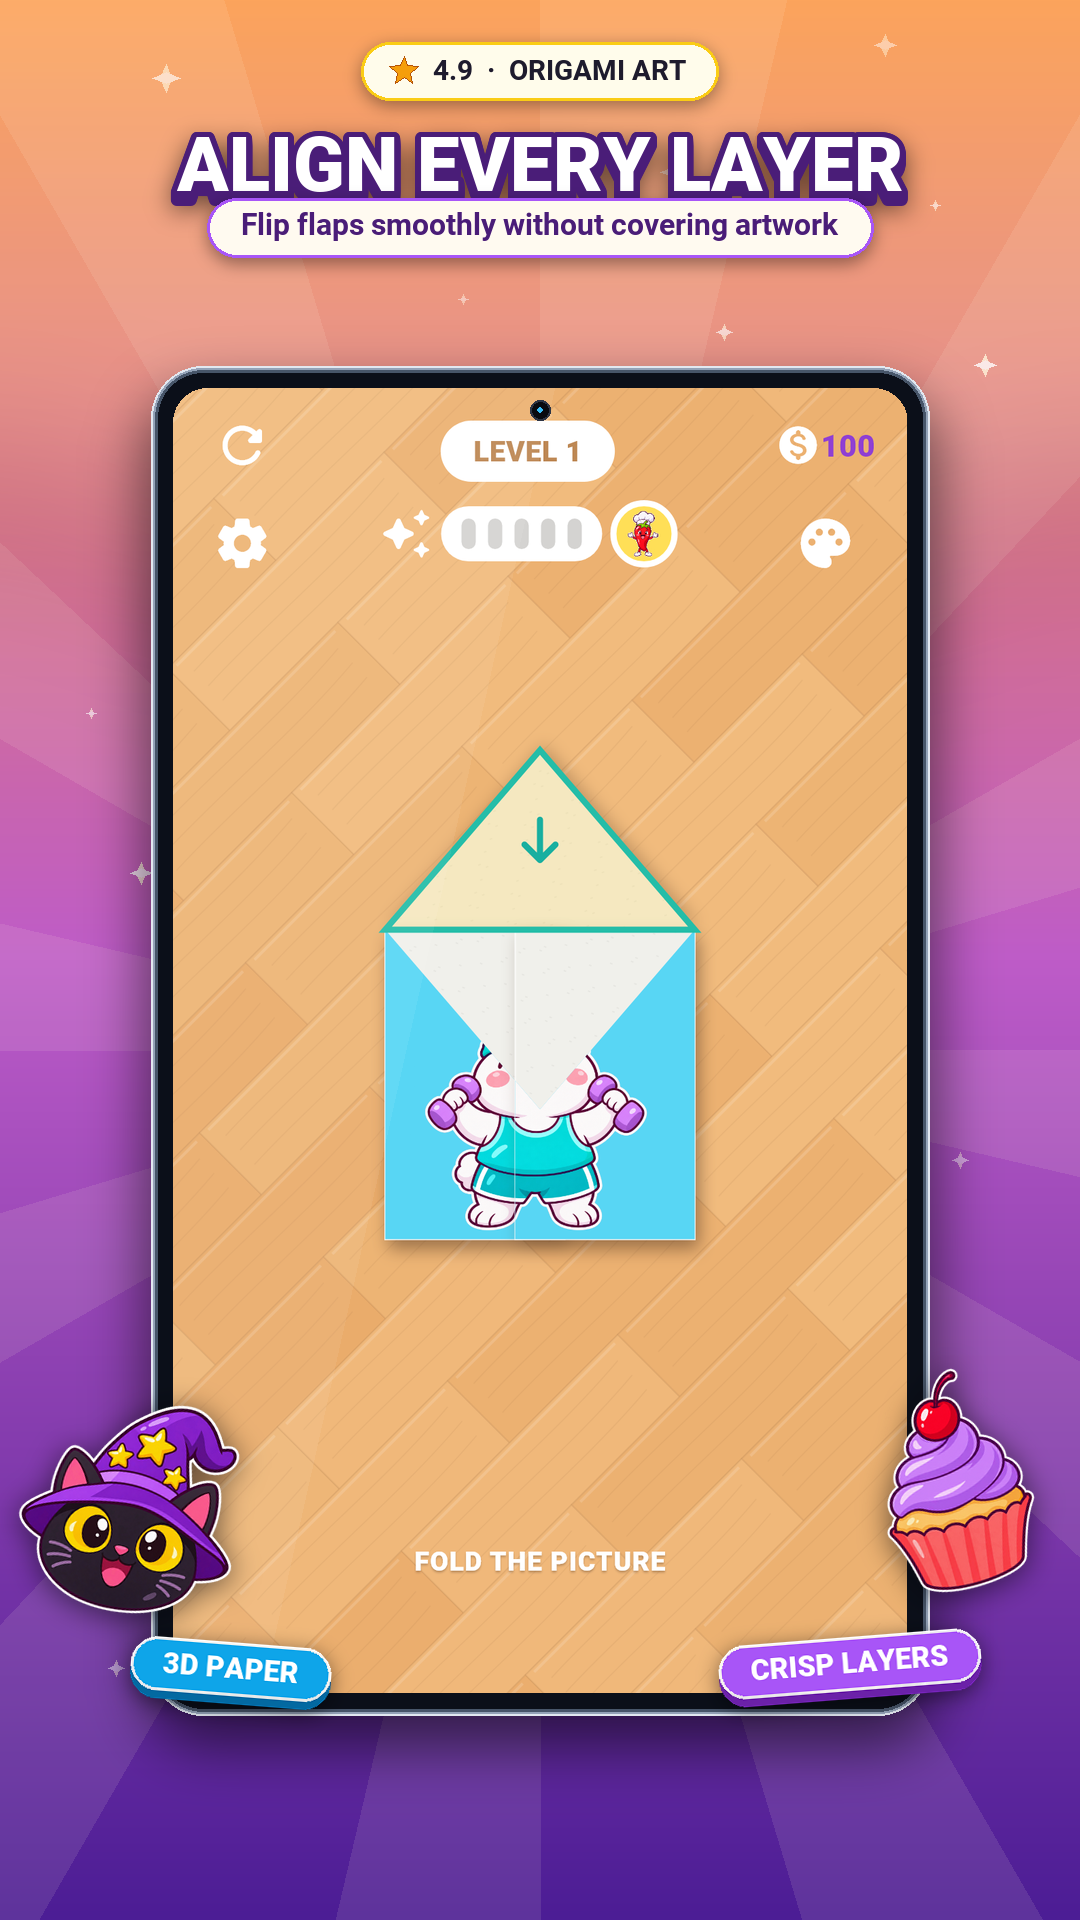 4.9 · ORIGAMI ART
ALIGN EVERY LAYER
Flip flaps smoothly without covering artwork
LEVEL 1
$ 100
FOLD THE PICTURE
3D PAPER
CRISP LAYERS